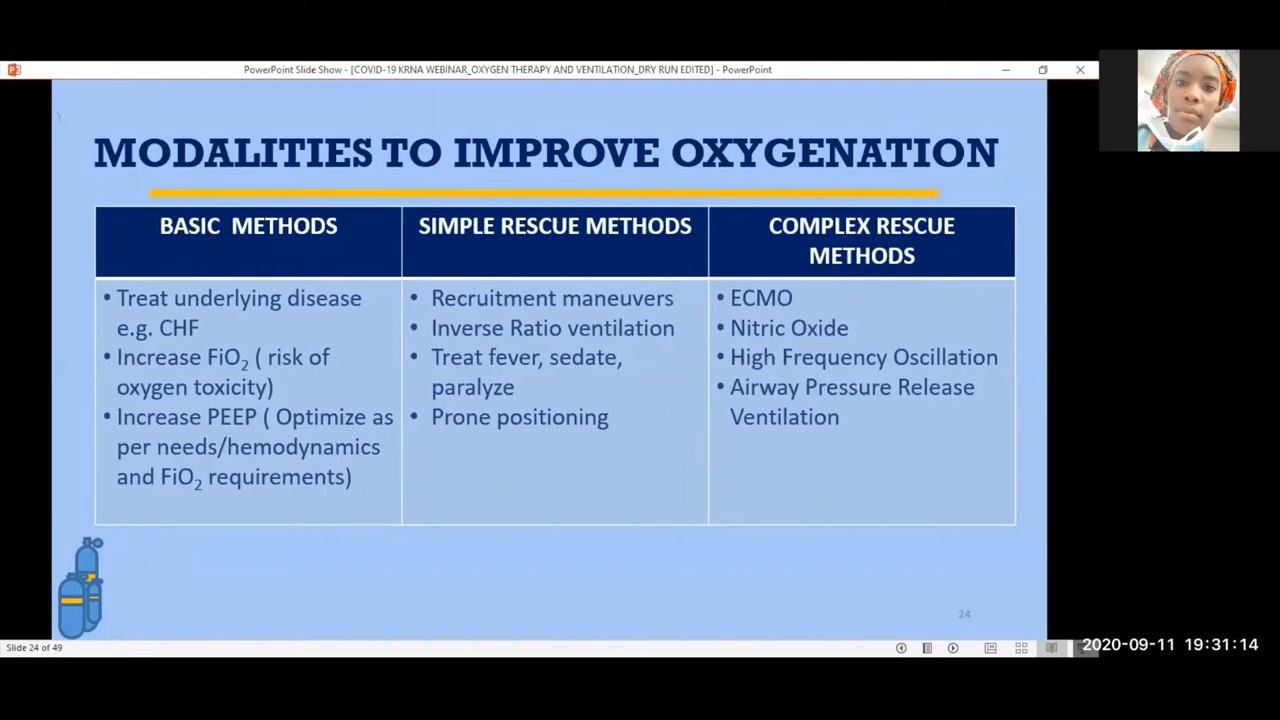 PowerPoint Slide Show - [COVID-19 KRNA WEBINAR_OXYGEN THERAPY AND VENTILATION_DRY RUN EDITED] - PowerPoint
MODALITIES TO IMPROVE OXYGENATION
BASIC METHODS
• Treat underlying disease
e.g. CHF
• Increase FiO₂ ( risk of
oxygen toxicity)
• Increase PEEP ( Optimize as
per needs/hemodynamics
and FiO₂ requirements)
SIMPLE RESCUE METHODS
• Recruitment maneuvers
• Inverse Ratio ventilation
• Treat fever, sedate,
paralyze
• Prone positioning
COMPLEX RESCUE
METHODS
• ECMO
• Nitric Oxide
• High Frequency Oscillation
• Airway Pressure Release
Ventilation
24
Slide 24 of 49
2020-09-11 19:31:14